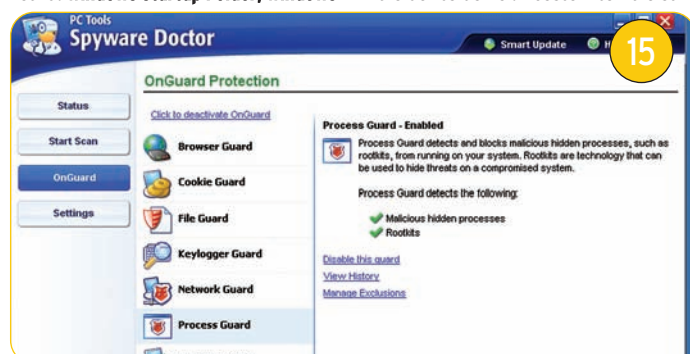 PC Tools
Spyware Doctor
Smart Update
15
OnGuard Protection
Status
Start Scan
OnGuard
Settings
Click to deactivate OnGuard
Browser Guard
Cookie Guard
File Guard
Keylogger Guard
Network Guard
Process Guard
Process Guard - Enabled
Process Guard detects and blocks malicious hidden processes, such as
rootkits, from running on your system. Rootkits are technology that can
be used to hide threats on a compromised system.
Process Guard detects the following:
Malicious hidden processes
Rootkits
Disable this guard
View History
Manage Exclusions